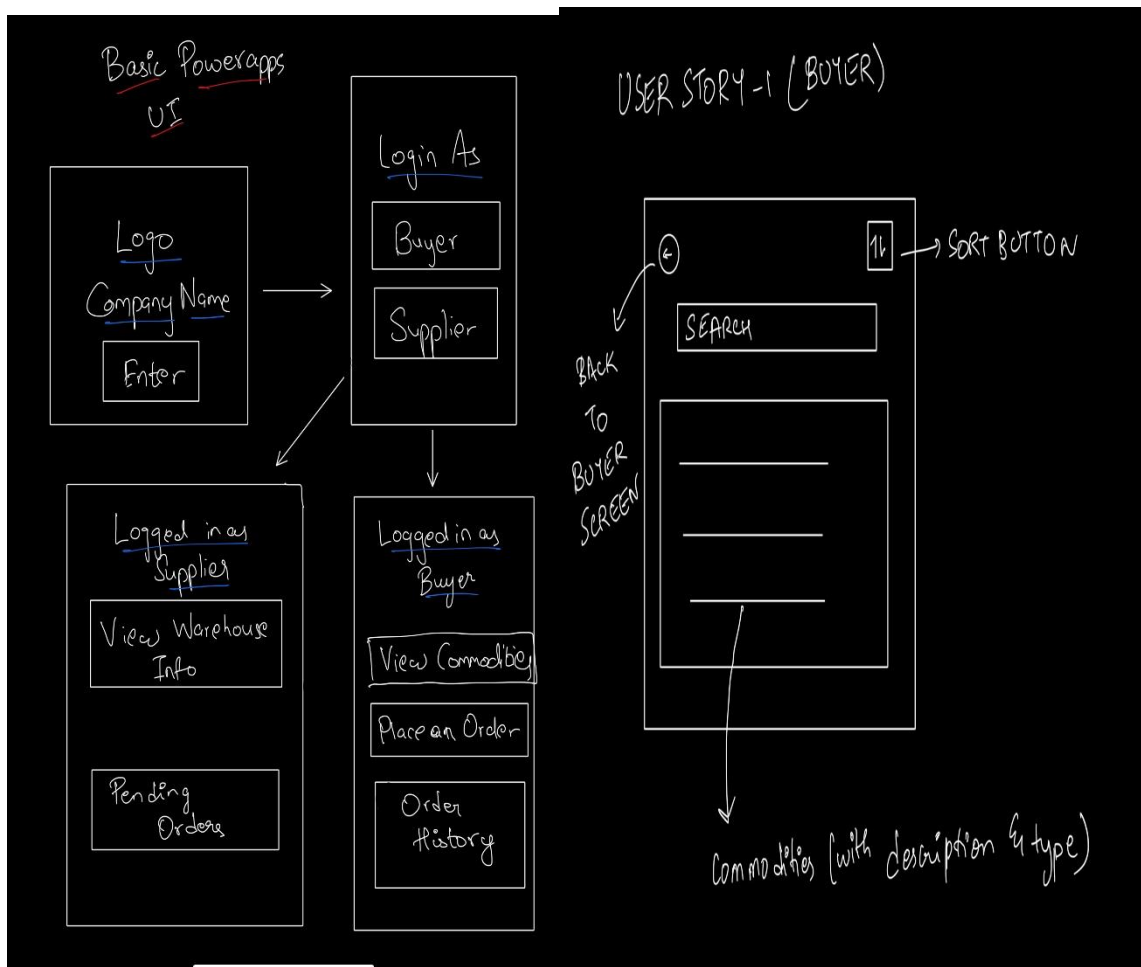 Basic Powerapps
UI
Logo
Company Name
Enter
Login As
Buyer
Supplier
Logged in as
Supplier
View Warehouse
Info
Pending
Orders
Logged in as
Buyer
View Commodities
Place an Order
Order
History
USER STORY-1 (BUYER)
SORT BUTTON
SEARCH
BACK
TO
BUYER
SCREEN
Commodities (with description & type)